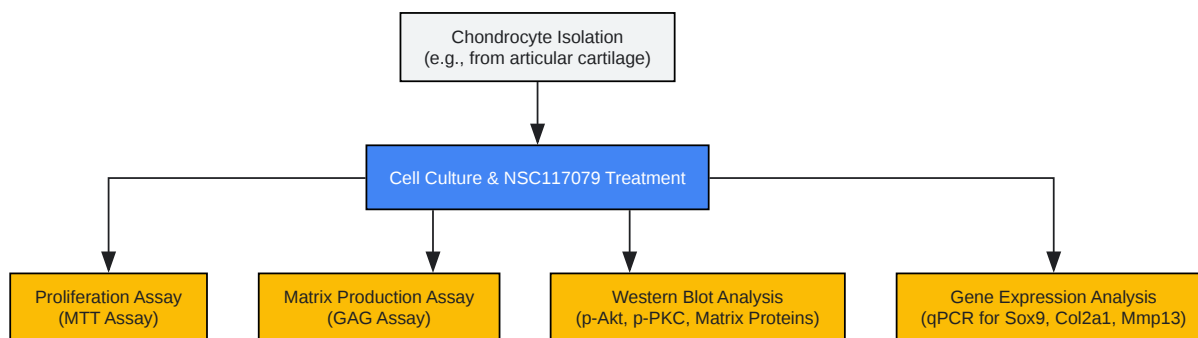 Chondrocyte Isolation
(e.g., from articular cartilage)
Cell Culture & NSC117079 Treatment
Proliferation Assay
(MTT Assay)
Matrix Production Assay
(GAG Assay)
Western Blot Analysis
(p-Akt, p-PKC, Matrix Proteins)
Gene Expression Analysis
(qPCR for Sox9, Col2a1, Mmp13)